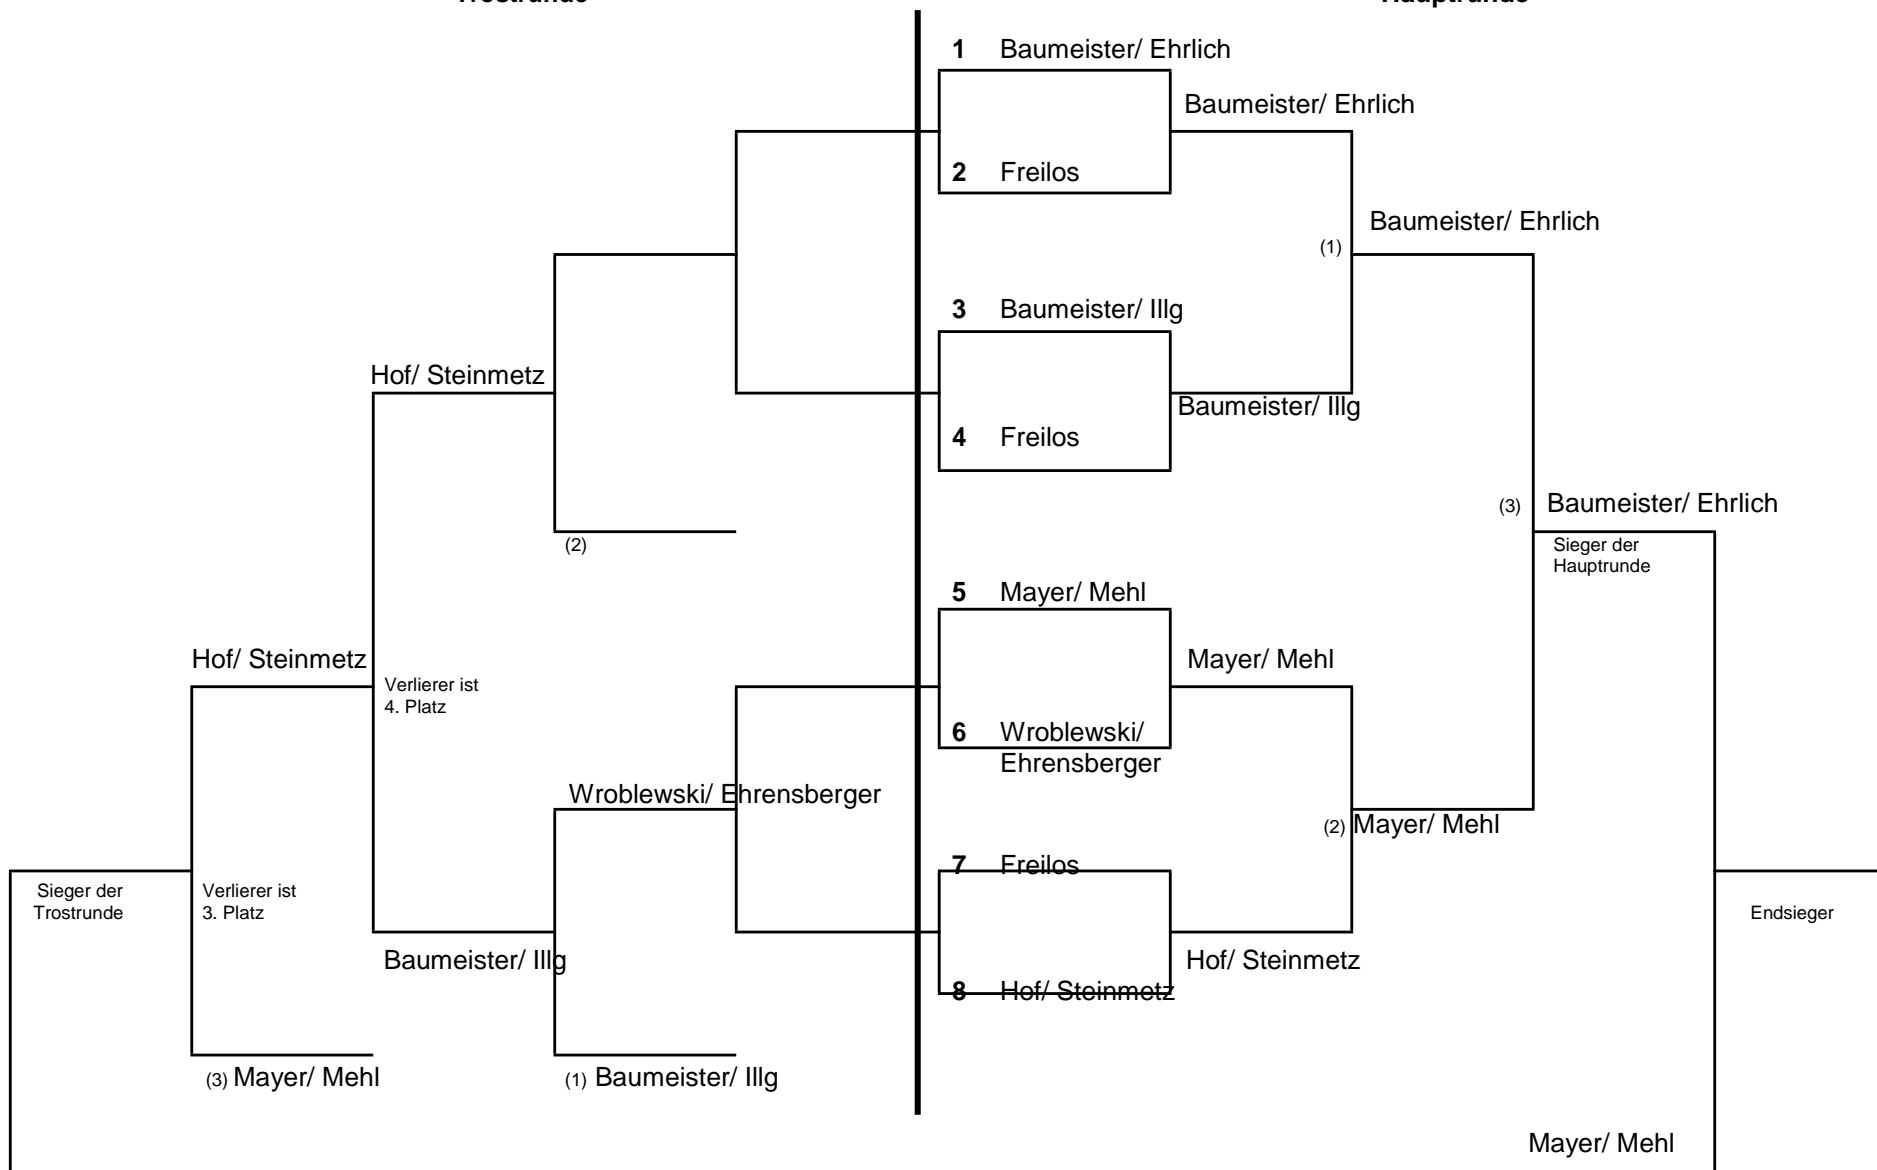 Trostrunde
Hauptrunde
1 Baumeister/ Ehrlich
Baumeister/ Ehrlich
2 Freilos
Baumeister/ Ehrlich
(1)
3 Baumeister/ Illg
Hof/ Steinmetz
Baumeister/ Illg
4 Freilos
(3) Baumeister/ Ehrlich
(2)
Sieger der
Hauptrunde
5 Mayer/ Mehl
Hof/ Steinmetz
Mayer/ Mehl
Verlierer ist
4. Platz
6 Wroblewski/
Ehrensberger
Wroblewski/ Ehrensberger
(2) Mayer/ Mehl
7 Freilos
Sieger der
Trostrunde
Verlierer ist
3. Platz
Endsieger
Baumeister/ Illg
Hof/ Steinmetz
8 Hof/ Steinmetz
(3) Mayer/ Mehl
(1) Baumeister/ Illg
Mayer/ Mehl